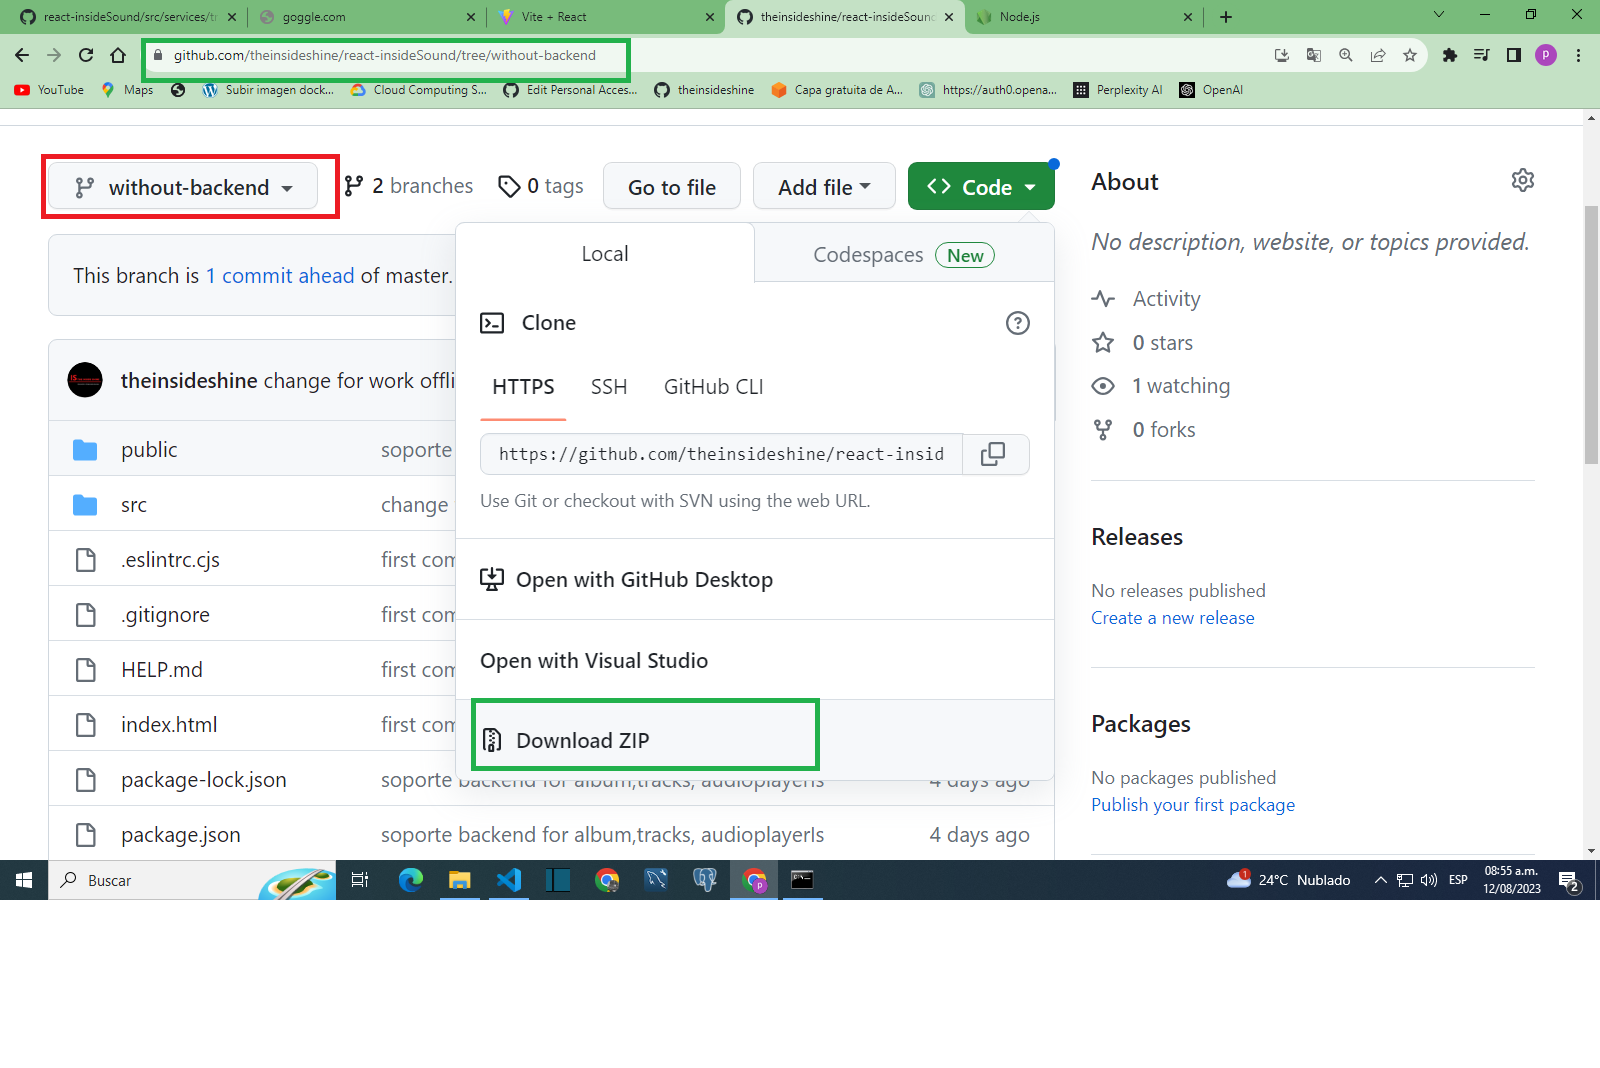 react-insideSound/src/services/tr
goggle.com
Vite + React
theinsideshine/react-insideSound
Node.js
github.com/theinsideshine/react-insideSound/tree/without-backend
P
YouTube
Maps
Subir imagen dock...
Cloud Computing S...
Edit Personal Acces...
theinsideshine
Capa gratuita de A...
https://auth0.opena...
Perplexity AI
OpenAI
without-backend
2 branches
0 tags
Go to file
Add file
<> Code
This branch is 1 commit ahead of master.
theinsideshine change for work offli
public
soporte
src
change
.eslintrc.cjs
first com
.gitignore
first com
HELP.md
first com
index.html
first com
package-lock.json
soporte backend for album,tracks, audioplayerIs
4 days ago
package.json
soporte backend for album,tracks, audioplayerIs
4 days ago
Local
Codespaces
New
Clone
HTTPS
SSH
GitHub CLI
https://github.com/theinsideshine/react-insid
Use Git or checkout with SVN using the web URL.
Open with GitHub Desktop
Open with Visual Studio
Download ZIP
About
No description, website, or topics provided.
Activity
0 stars
1 watching
0 forks
Releases
No releases published
Create a new release
Packages
No packages published
Publish your first package
Buscar
1
24°C Nublado
ESP
08:55 a.m.
12/08/2023
2